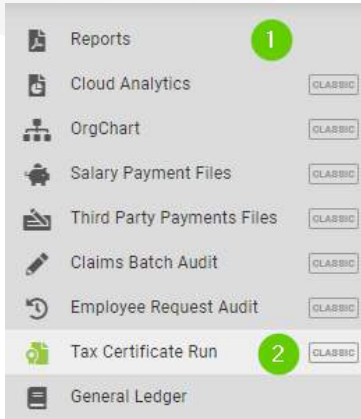 Reports 1
Cloud Analytics CLASSIC
OrgChart CLASSIC
Salary Payment Files CLASSIC
Third Party Payments Files CLASSIC
Claims Batch Audit CLASSIC
Employee Request Audit CLASSIC
Tax Certificate Run 2 CLASSIC
General Ledger